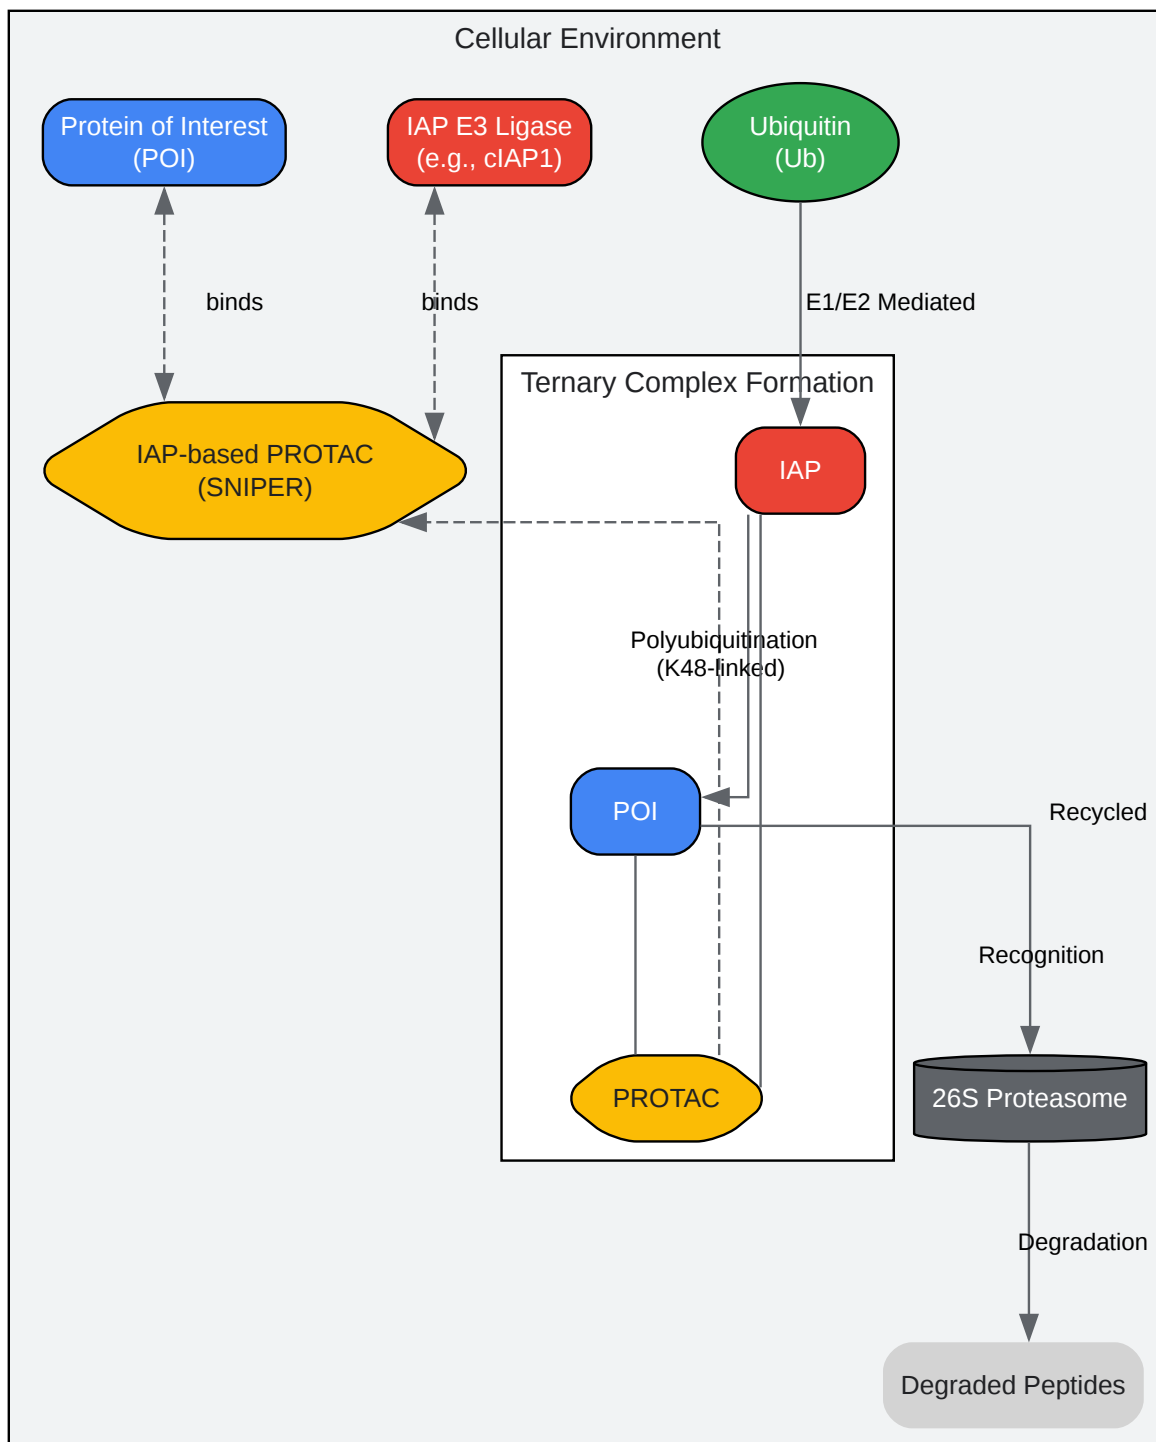 Cellular Environment
Protein of Interest
(POI)
IAP E3 Ligase
(e.g., cIAP1)
Ubiquitin
(Ub)
binds
binds
E1/E2 Mediated
Ternary Complex Formation
IAP-based PROTAC
(SNIPER)
IAP
Polyubiquitination
(K48-linked)
POI
Recycled
Recognition
PROTAC
26S Proteasome
Degradation
Degraded Peptides